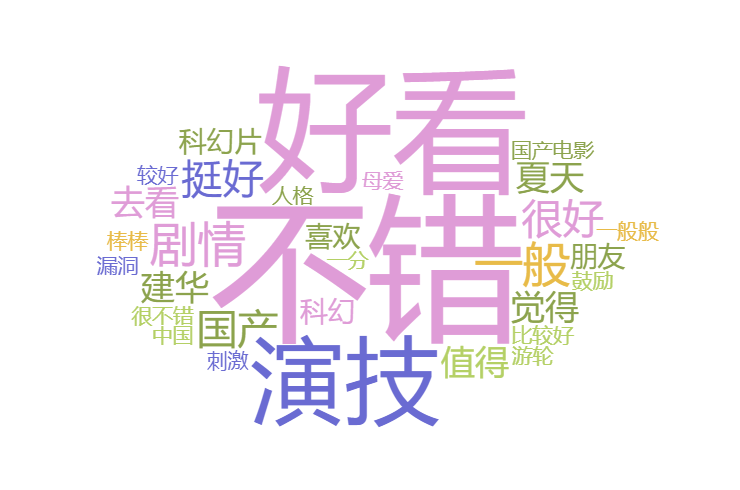 好看
科幻片
国产电影
较好
挺好
母爱
夏天
去看
人格
不错
很好
剧情
喜欢
一般般
一般
朋友
漏洞
棒棒
一分
建华
鼓励
科幻
觉得
很不错
国产
中国
比较好
演技
值得
刺激
游轮